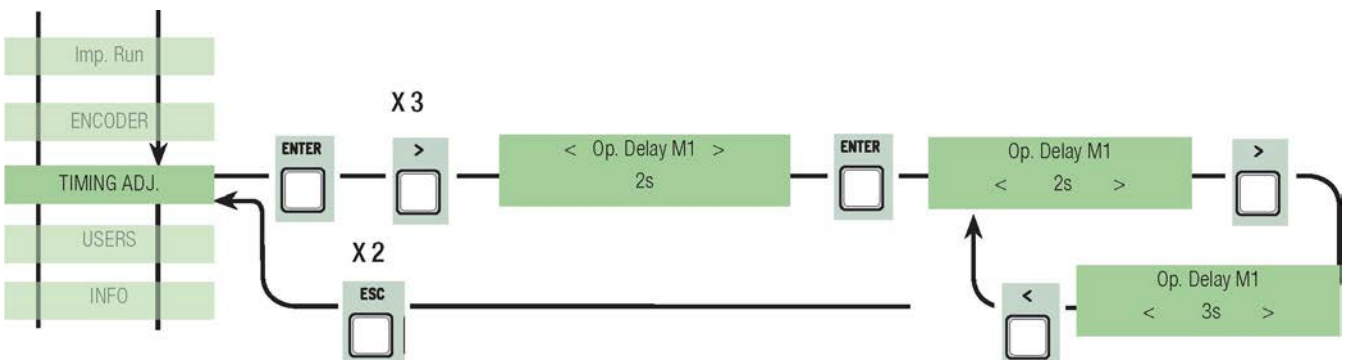 Imp. Run
ENCODER
TIMING ADJ.
USERS
INFO
ENTER
X 3
>
< Op. Delay M1 >
2s
ENTER
Op. Delay M1
< 2s >
>
X 2
ESC
<
Op. Delay M1
< 3s >